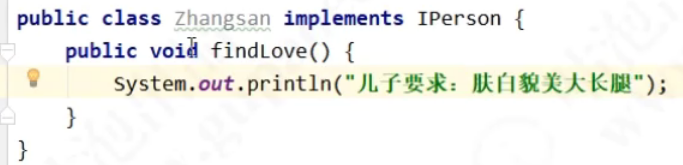 public class Zhangsan implements IPerson {
    public void findLove() {
        System.out.println("儿子要求：肤白貌美大长腿");
    }
}